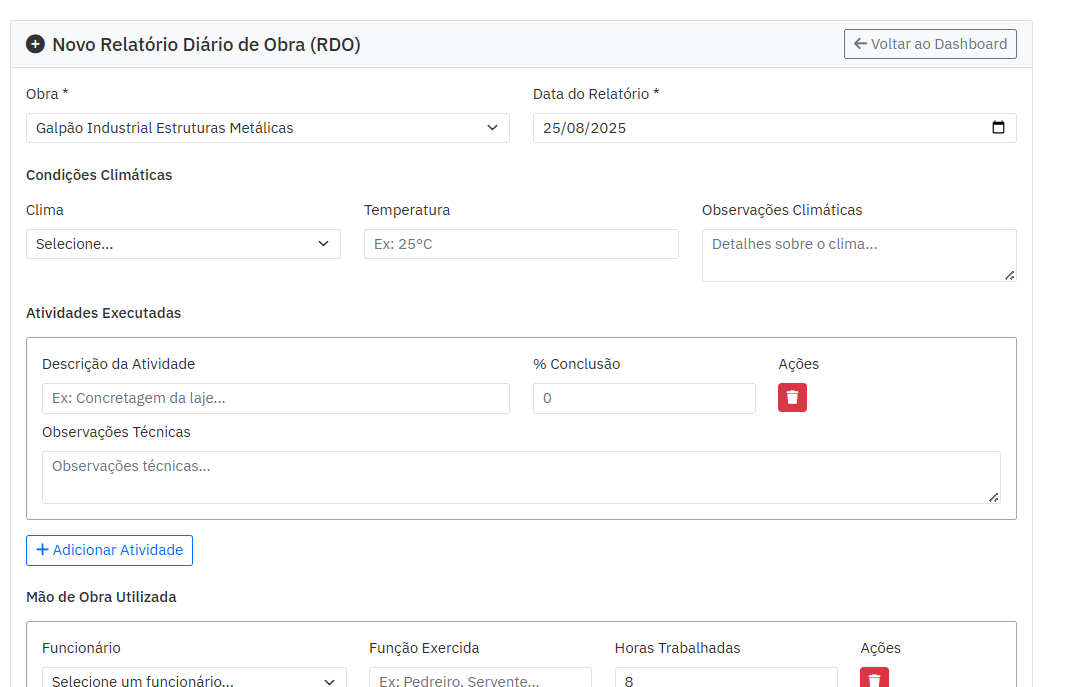 Novo Relatório Diário de Obra (RDO)
Voltar ao Dashboard
Obra *
Data do Relatório *
Galpão Industrial Estruturas Metálicas
25/08/2025
Condições Climáticas
Clima
Temperatura
Observações Climáticas
Selecione...
Ex: 25°C
Detalhes sobre o clima...
Atividades Executadas
Descrição da Atividade
% Conclusão
Ações
Ex: Concretagem da laje...
0
Observações Técnicas
Observações técnicas...
+ Adicionar Atividade
Mão de Obra Utilizada
Funcionário
Função Exercida
Horas Trabalhadas
Ações
Selecione um funcionário...
Ex: Pedreiro, Servente...
8